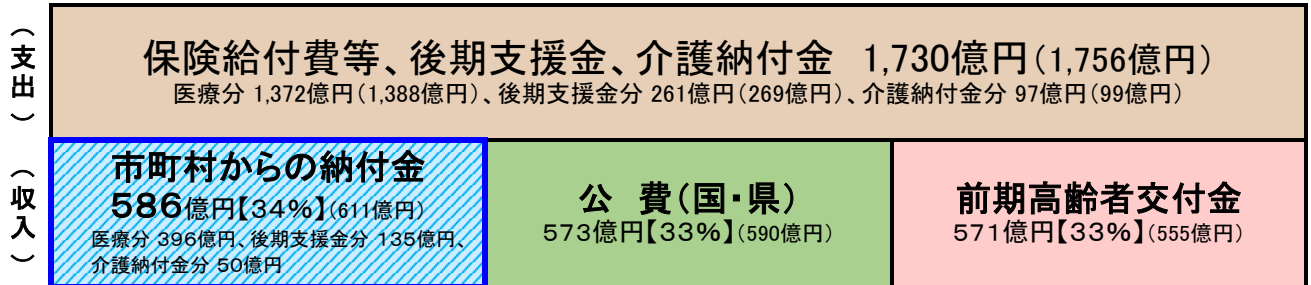 （支出）
保険給付費等、後期支援金、介護納付金 1,730億円（1,756億円）
医療分 1,372億円（1,388億円）、後期支援金分 261億円（269億円）、介護納付金分 97億円（99億円）
（収入）
市町村からの納付金
586億円【34%】（611億円）
医療分 396億円、後期支援金分 135億円、
介護納付金分 50億円
公 費（国・県）
573億円【33%】（590億円）
前期高齢者交付金
571億円【33%】（555億円）